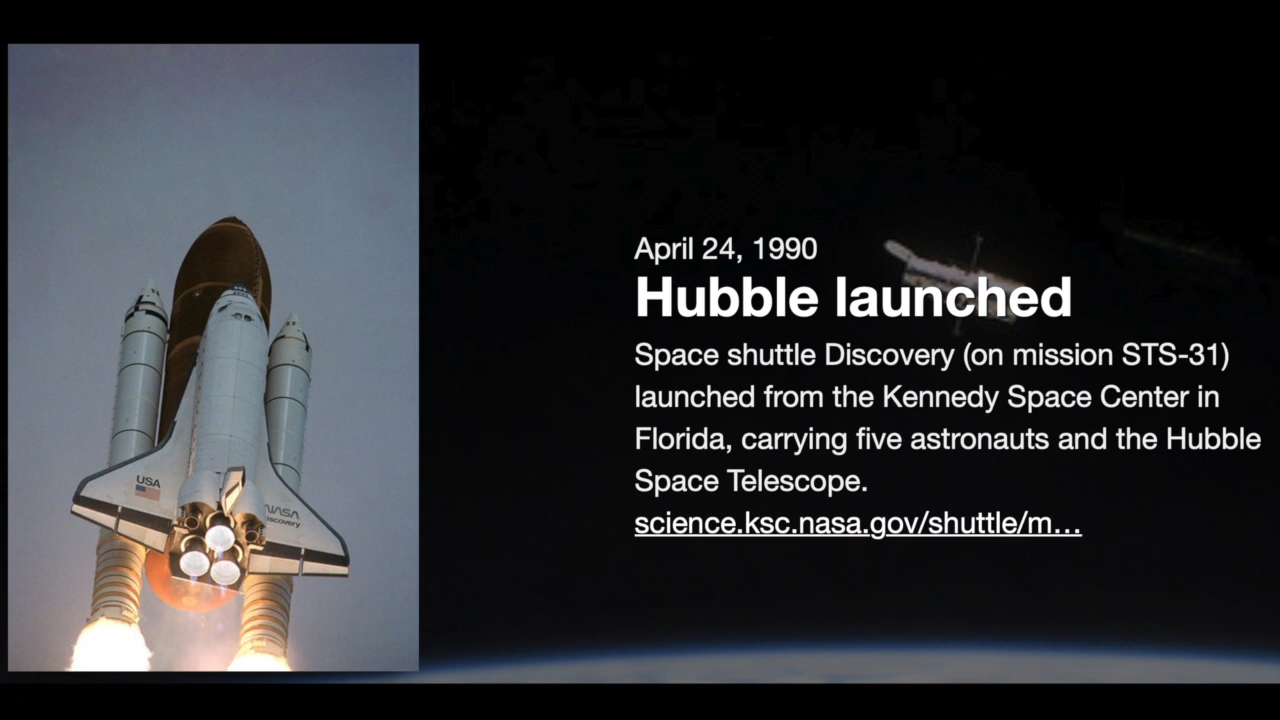 USA
NASA
Discovery
April 24, 1990
Hubble launched
Space shuttle Discovery (on mission STS-31)
launched from the Kennedy Space Center in
Florida, carrying five astronauts and the Hubble
Space Telescope.
science.ksc.nasa.gov/shuttle/m…